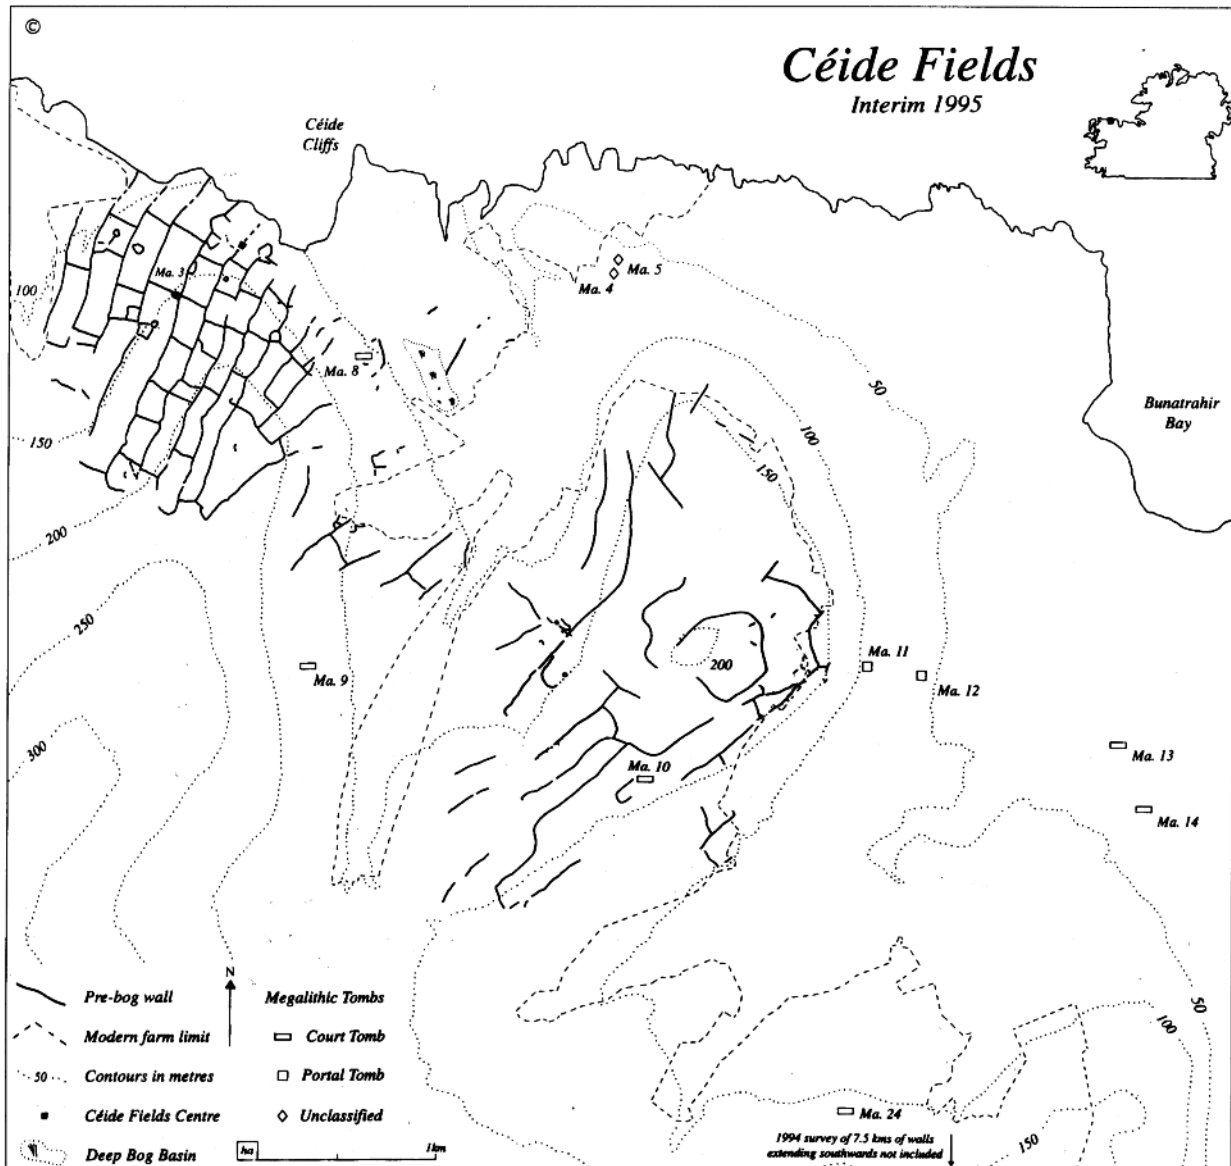 ©
Céide Fields
Interim 1995
Céide
Cliffs
Ma. 5
Ma. 4
Ma. 3
100
Ma. 8
50
Bunatrahir
Bay
100
150
150
200
250
Ma. 9
200
Ma. 11
Ma. 12
300
Ma. 10
Ma. 13
Ma. 14
N
Pre-bog wall
Modern farm limit
50 Contours in metres
Céide Fields Centre
Deep Bog Basin
Megalithic Tombs
Court Tomb
Portal Tomb
Unclassified
ha
1km
50
100
Ma. 24
150
1994 survey of 7.5 kms of walls
extending southwards not included